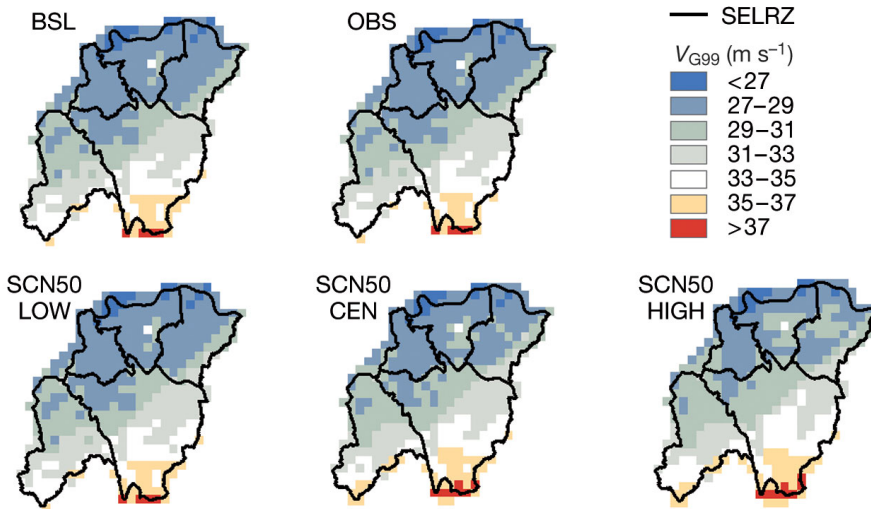 BSL
OBS
SELRZ
V_G99 (m s⁻¹)
<27
27–29
29–31
31–33
33–35
35–37
>37
SCN50
LOW
SCN50
CEN
SCN50
HIGH